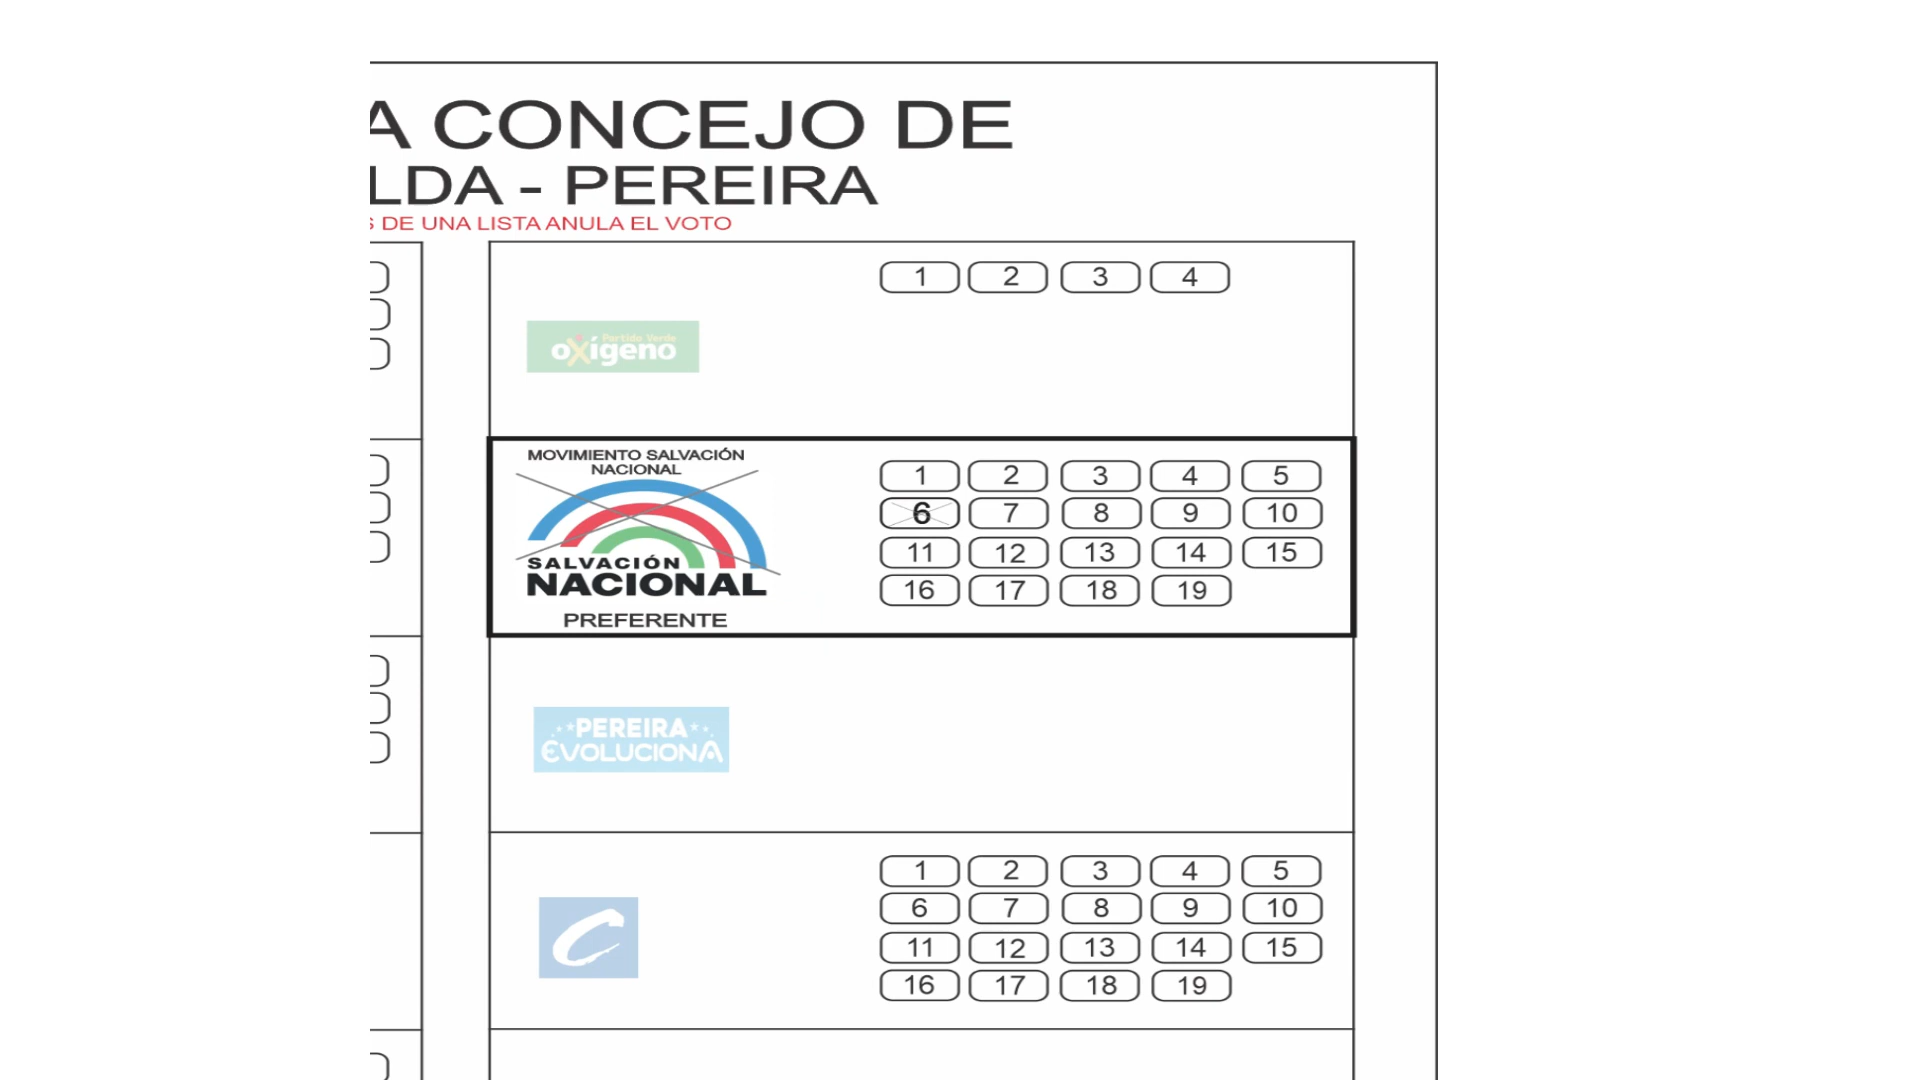 A CONCEJO DE
LDA - PEREIRA
S DE UNA LISTA ANULA EL VOTO
1 2 3 4
Partido Verde
oxígeno
MOVIMIENTO SALVACIÓN
NACIONAL
SALVACIÓN
NACIONAL
PREFERENTE
1 2 3 4 5
6 7 8 9 10
11 12 13 14 15
16 17 18 19
PEREIRA
EVOLUCIONA
C
1 2 3 4 5
6 7 8 9 10
11 12 13 14 15
16 17 18 19